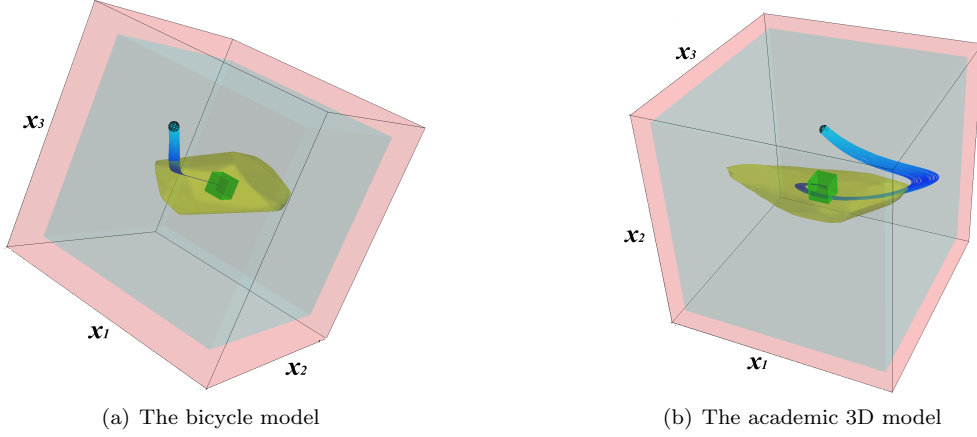 x3
x1
x2
(a) The bicycle model
x3
x2
x1
(b) The academic 3D model